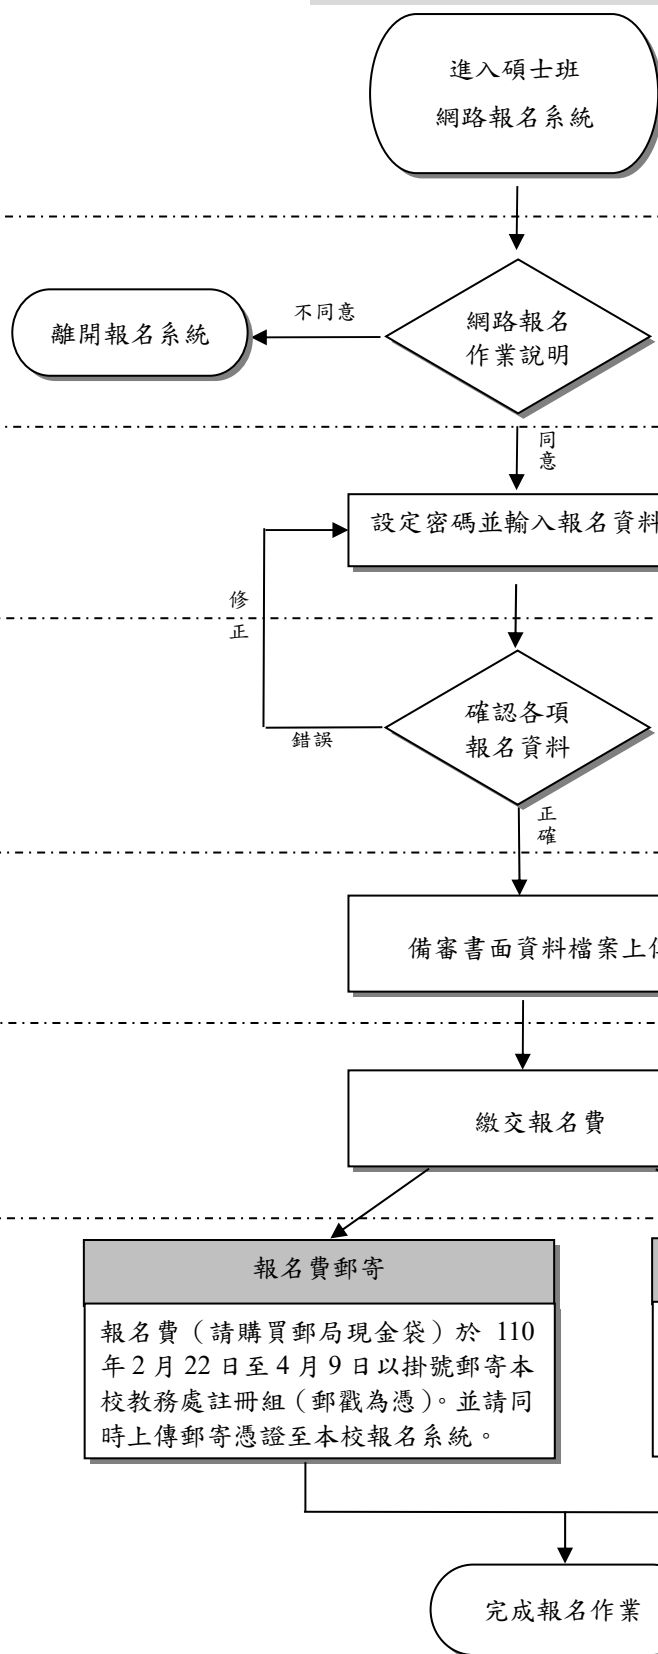 進入碩士班
網路報名系統
網路報名
作業說明
不同意
離開報名系統
同
意
設定密碼並輸入報名資料
修
正
確認各項
報名資料
錯誤
正
確
備審書面資料檔案上
繳交報名費
報名費郵寄
報名費（請購買郵局現金袋）於 110
年 2 月 22 日至 4 月 9 日以掛號郵寄本
校教務處註冊組（郵戳為憑）。並請同
時上傳郵寄憑證至本校報名系統。
完成報名作業